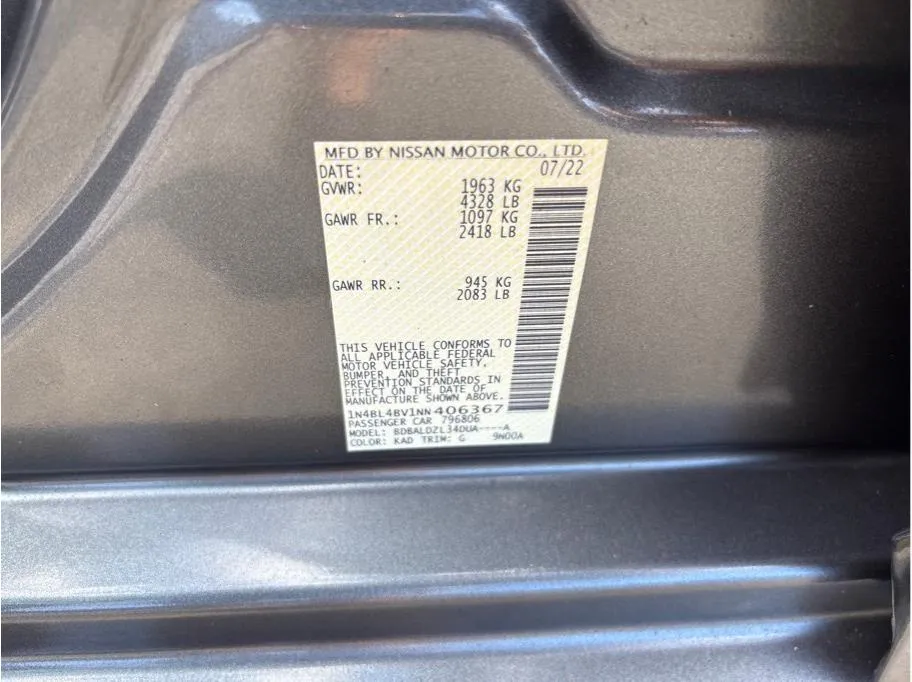 MFD BY NISSAN MOTOR CO., LTD.
DATE: 07/22
GVWR: 1963 KG
4328 LB
GAWR FR.: 1097 KG
2418 LB
GAWR RR.: 945 KG
2083 LB
THIS VEHICLE CONFORMS TO
ALL APPLICABLE FEDERAL
MOTOR VEHICLE SAFETY,
BUMPER, AND THEFT
PREVENTION STANDARDS IN
EFFECT ON THE DATE OF
MANUFACTURE SHOWN ABOVE.
1N4BL4BV1NN406367
PASSENGER CAR 796806
MODEL: BDBALDZL34DUA----A
COLOR: KAD TRIM: G 9N00A